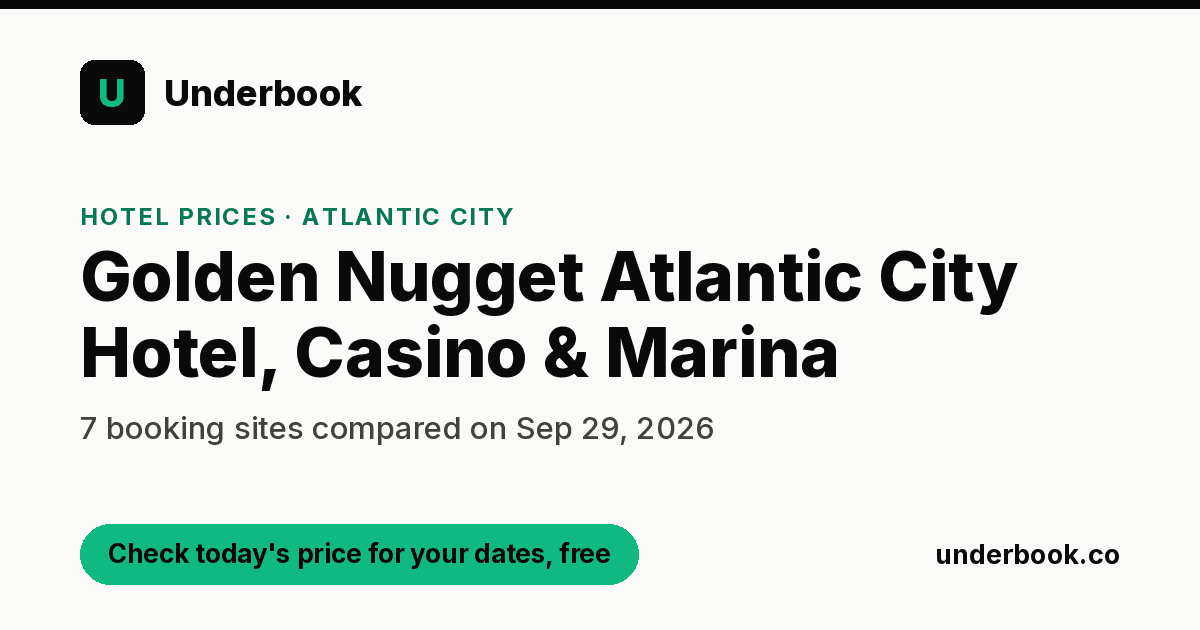 U
Underbook
HOTEL PRICES · ATLANTIC CITY
Golden Nugget Atlantic City
Hotel, Casino & Marina
7 booking sites compared on Sep 29, 2026
Check today's price for your dates, free
underbook.co